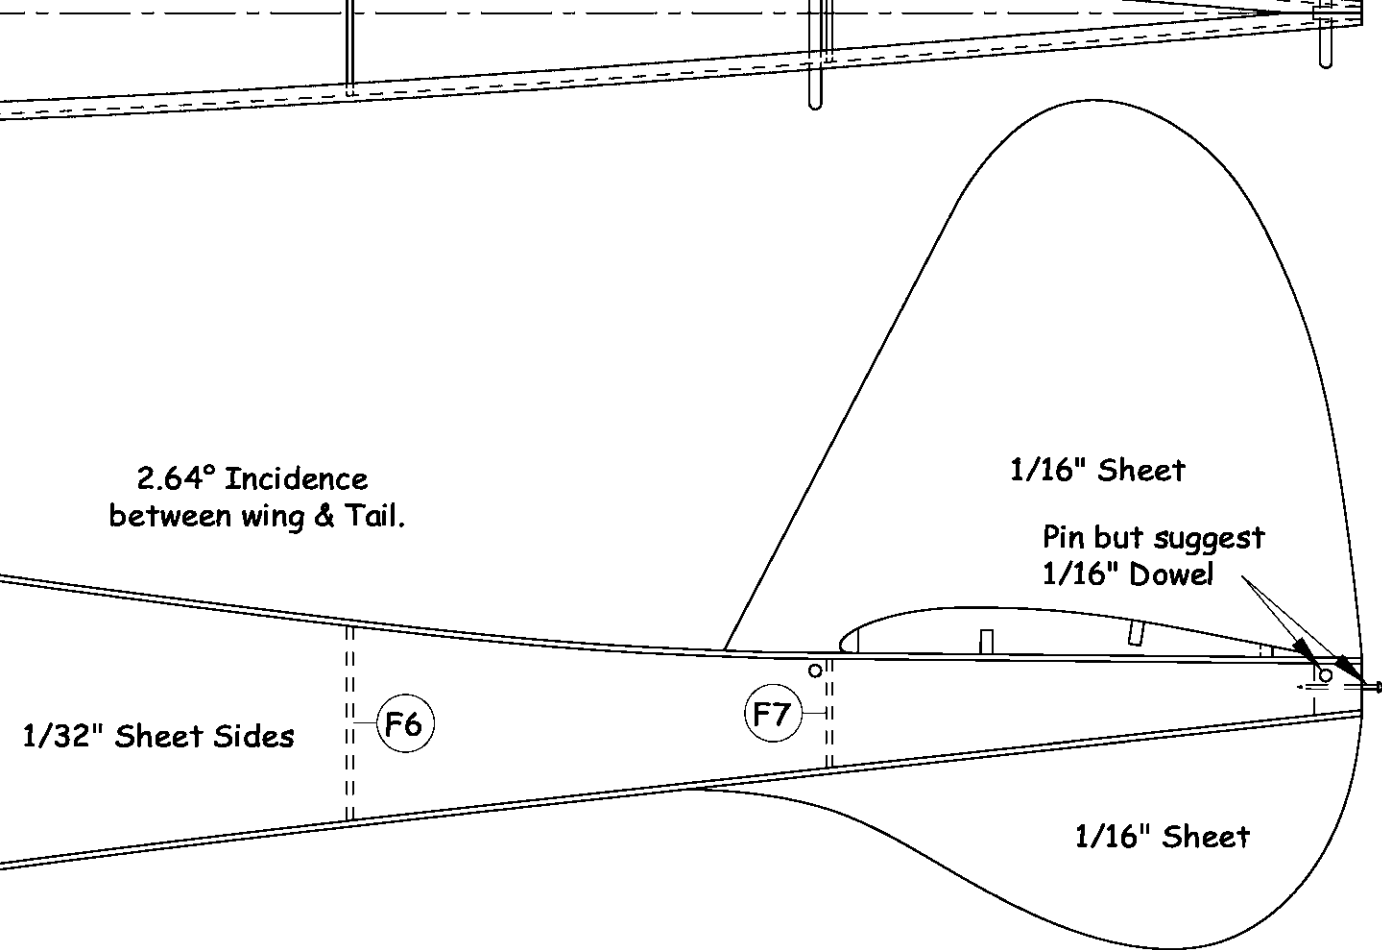 2.64° Incidence
between wing & Tail.
1/16" Sheet
Pin but suggest
1/16" Dowel
1/32" Sheet Sides
F6
F7
1/16" Sheet